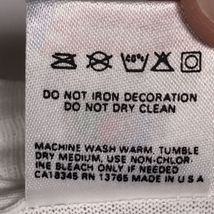 40°
DO NOT IRON DECORATION
DO NOT DRY CLEAN
MACHINE WASH WARM, TUMBLE
DRY MEDIUM, USE NON-CHLOR-
INE BLEACH ONLY IF NEEDED
CA18345 RN 13765 MADE IN U S A